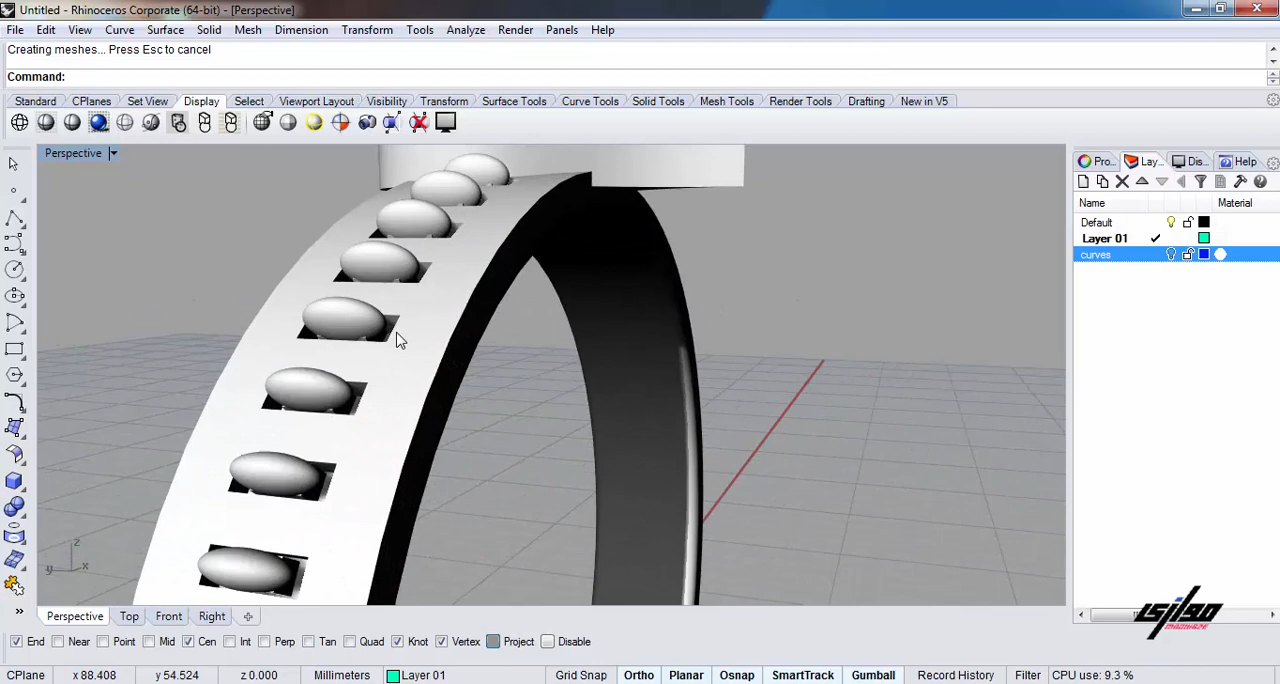 Untitled - Rhinoceros Corporate (64-bit) - [Perspective]
File Edit View Curve Surface Solid Mesh Dimension Transform Tools Analyze Render Panels Help
Creating meshes... Press Esc to cancel
Command:
Standard CPlanes Set View Display Select Viewport Layout Visibility Transform Surface Tools Curve Tools Solid Tools Mesh Tools Render Tools Drafting New in V5
Perspective
Pro... Lay... Dis... Help
Name Material
Default
Layer 01
curves
z
y x
موازی
Perspective Top Front Right
End Near Point Mid Cen Int Perp Tan Quad Knot Vertex Project Disable
CPlane x 88.408 y 54.524 z 0.000 Millimeters Layer 01 Grid Snap Ortho Planar Osnap SmartTrack Gumball Record History Filter CPU use: 9.3 %